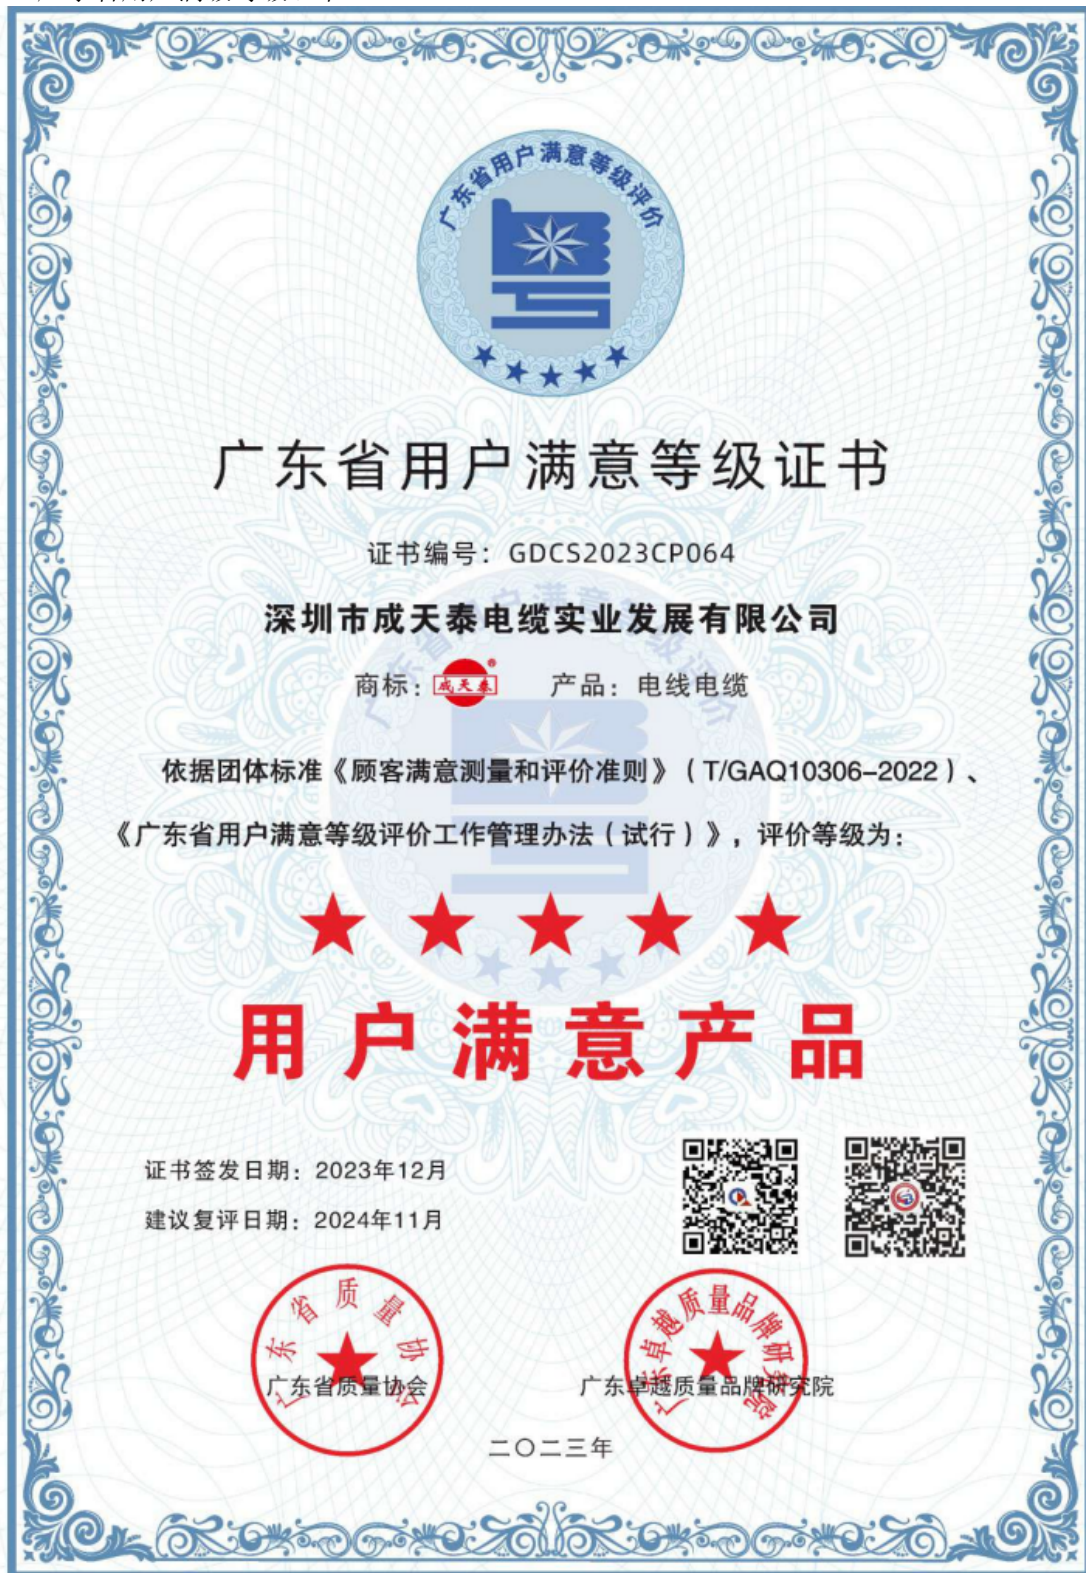 广东省用户满意等级评价
广东省用户满意等级证书
证书编号：GDCS2023CP064
深圳市成天泰电缆实业发展有限公司
商标：成天泰® 产品：电线电缆
依据团体标准《顾客满意测量和评价准则》（T/GAQ10306-2022）、
《广东省用户满意等级评价工作管理办法（试行）》，评价等级为：
用户满意产品
证书签发日期：2023年12月
建议复评日期：2024年11月
广东省质量协会
广东省质量协会
广东卓越质量品牌研究院
广东卓越质量品牌研究院
二〇二三年